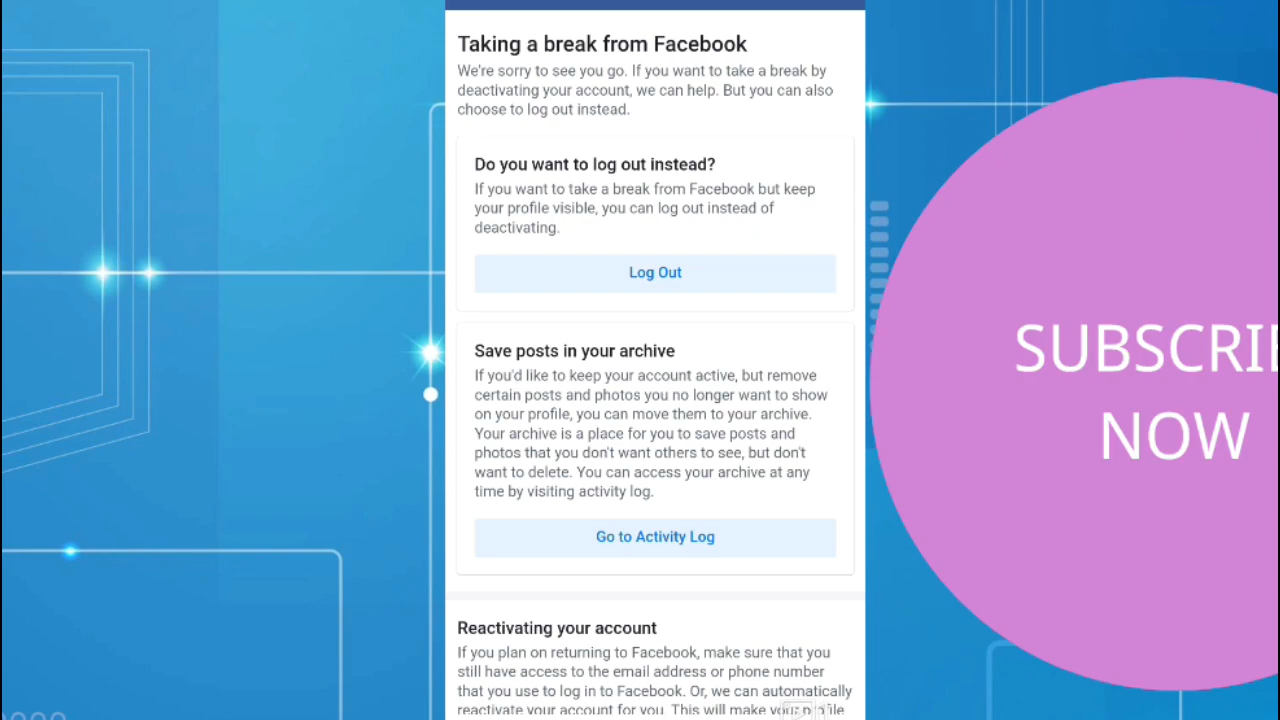 Taking a break from Facebook
We're sorry to see you go. If you want to take a break by
deactivating your account, we can help. But you can also
choose to log out instead.
Do you want to log out instead?
If you want to take a break from Facebook but keep
your profile visible, you can log out instead of
deactivating.
Log Out
Save posts in your archive
If you'd like to keep your account active, but remove
certain posts and photos you no longer want to show
on your profile, you can move them to your archive.
Your archive is a place for you to save posts and
photos that you don't want others to see, but don't
want to delete. You can access your archive at any
time by visiting activity log.
Go to Activity Log
Reactivating your account
If you plan on returning to Facebook, make sure that you
still have access to the email address or phone number
that you use to log in to Facebook. Or, we can automatically
reactivate your account for you. This will make your profile
SUBSCRIB
NOW